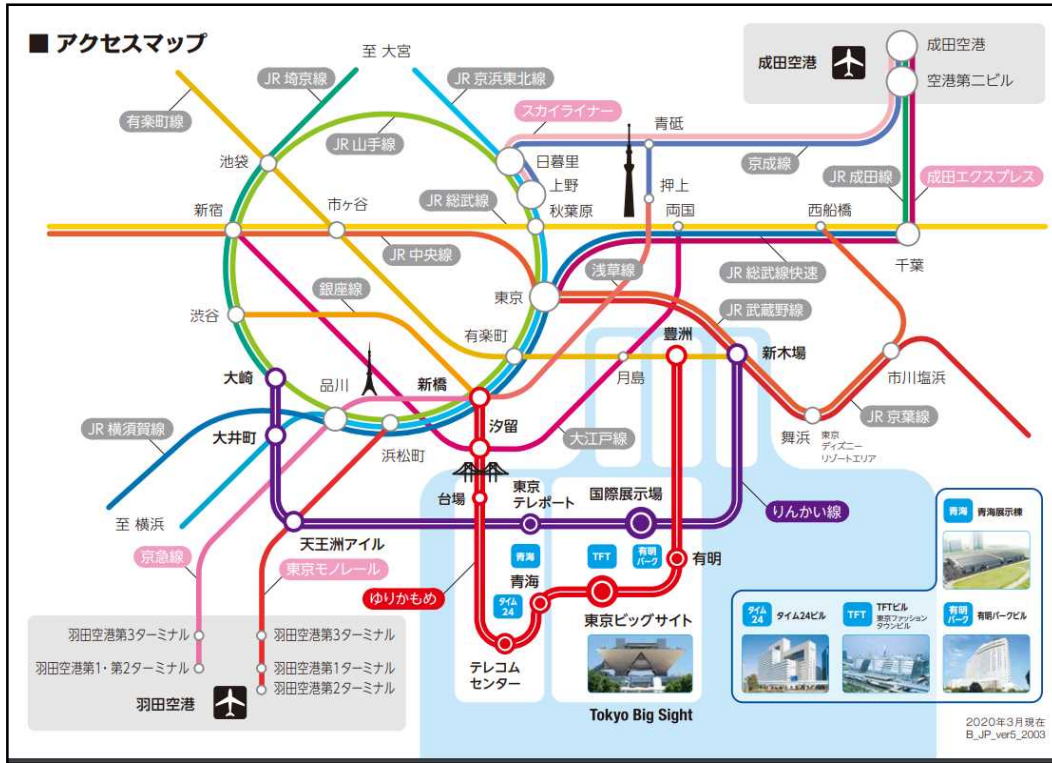 ■ アクセスマップ
至 大宮
JR 埼京線
JR 京浜東北線
有楽町線
JR 山手線
スカイライナー
成田空港
成田空港
空港第二ビル
青砥
京成線
JR 成田線
成田エクスプレス
池袋
日暮里
上野
押上
新宿
市ヶ谷
JR 総武線
秋葉原
両国
西船橋
JR 中央線
千葉
銀座線
浅草線
JR 総武線快速
東京
JR 武蔵野線
渋谷
有楽町
豊洲
新木場
大崎
品川
新橋
月島
市川塩浜
JR 横須賀線
大井町
浜松町
汐留
大江戸線
舞浜
東京
ディズニー
リゾートエリア
JR 京葉線
台場
東京
テレポート
国際展示場
りんかい線
至 横浜
天王洲アイル
京急線
東京モノレール
ゆりかもめ
青海
青海
タイム
24
TFT
有明
パーク
有明
東京ビッグサイト
テレコム
センター
Tokyo Big Sight
羽田空港第3ターミナル
羽田空港第1・第2ターミナル
羽田空港第3ターミナル
羽田空港第1ターミナル
羽田空港第2ターミナル
羽田空港
青海
青海展示棟
タイム
24
タイム24ビル
TFT
TFTビル
東京ファッション
タウンビル
有明
パーク
有明パークビル
2020年3月現在
B_JP_ver5_2003